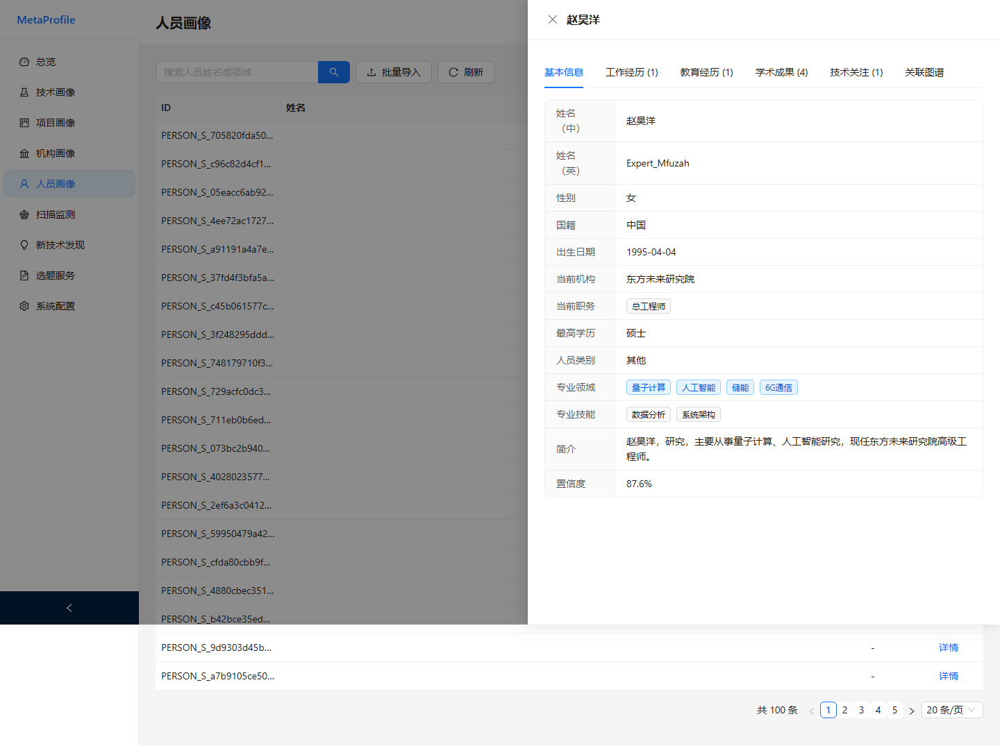 MetaProfile
总览
技术画像
项目画像
机构画像
人员画像
扫描监测
新技术发现
选题服务
系统配置
人员画像
搜索人员姓名或领域
批量导入
刷新
ID 姓名
PERSON_S_705820fda50...
PERSON_S_c96c82d4cf1...
PERSON_S_05eacc6ab92...
PERSON_S_4ee72ac1727...
PERSON_S_a91191a4a7e...
PERSON_S_37fd4f3bfa5a...
PERSON_S_c45b061577c...
PERSON_S_3f248295ddd...
PERSON_S_748179710f3...
PERSON_S_729acfc0dc3...
PERSON_S_711eb0b6ed...
PERSON_S_073bc2b940...
PERSON_S_4028023577...
PERSON_S_2ef6a3c0412...
PERSON_S_59950479a42...
PERSON_S_cfda80cbb9f...
PERSON_S_4880cbec351...
PERSON_S_b42bce35ed...
PERSON_S_9d9303d45b... - 详情
PERSON_S_a7b9105ce50... - 详情
共 100 条 < 1 2 3 4 5 > 20 条/页
赵昊洋
基本信息 工作经历 (1) 教育经历 (1) 学术成果 (4) 技术关注 (1) 关联图谱
姓名
（中）
赵昊洋
姓名
（英）
Expert_Mfuzah
性别 女
国籍 中国
出生日期 1995-04-04
当前机构 东方未来研究院
当前职务 总工程师
最高学历 硕士
人员类别 其他
专业领域 量子计算 人工智能 储能 6G通信
专业技能 数据分析 系统架构
简介
赵昊洋，研究，主要从事量子计算、人工智能研究，现任东方未来研究院高级工
程师。
置信度 87.6%